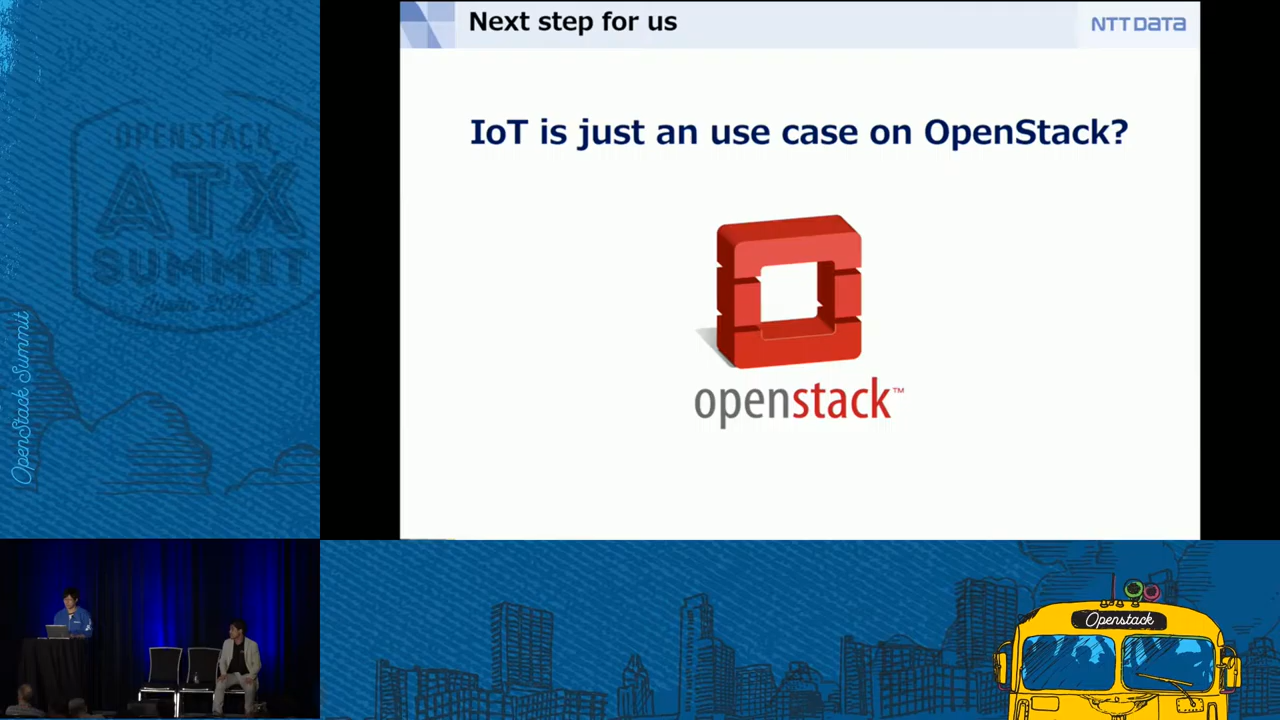 Next step for us
NTT DATA
IoT is just an use case on OpenStack?
openstack™
OPENSTACK
ATX
SUMMIT
OpenStack Summit
Openstack